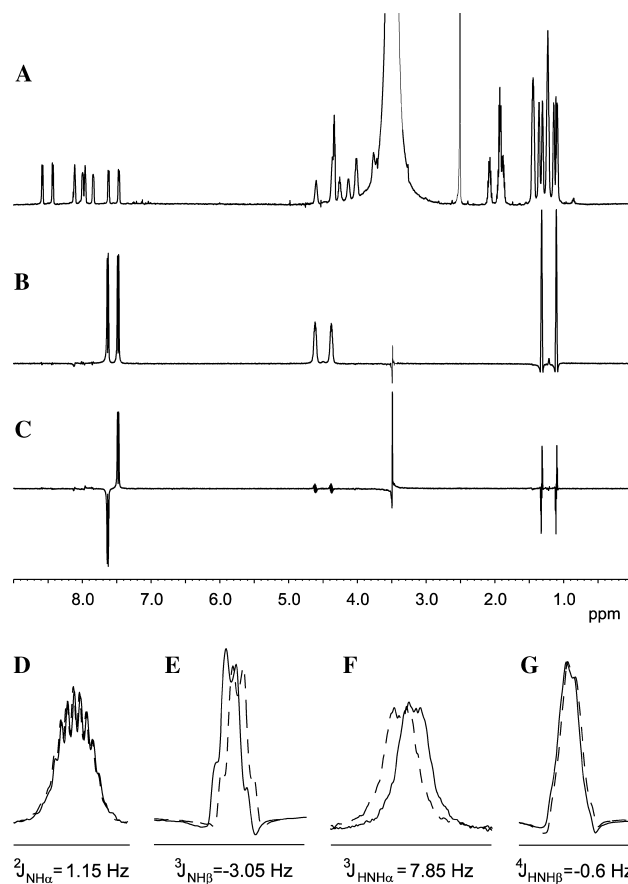 A
B
C
8.0 7.0 6.0 5.0 4.0 3.0 2.0 1.0
ppm
D E F G
²J_NHα = 1.15 Hz ³J_NHβ=-3.05 Hz ³J_HNHα = 7.85 Hz ⁴J_HNHβ=-0.6 Hz